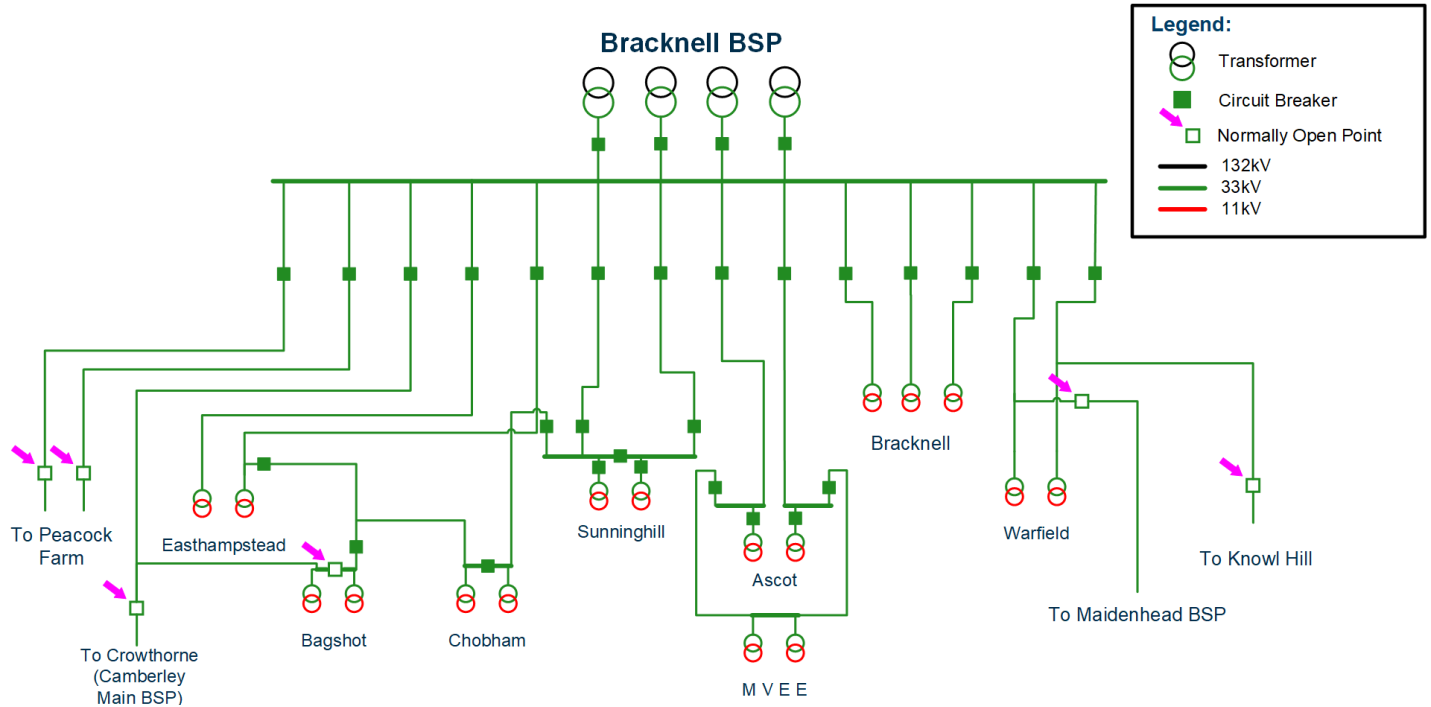 Bracknell BSP
Legend:
Transformer
Circuit Breaker
Normally Open Point
132kV
33kV
11kV
Bracknell
To Peacock
Farm
Easthampstead
Sunninghill
Warfield
To Knowl Hill
Ascot
To Maidenhead BSP
Bagshot
Chobham
To Crowthorne
(Camberley
Main BSP)
M V E E